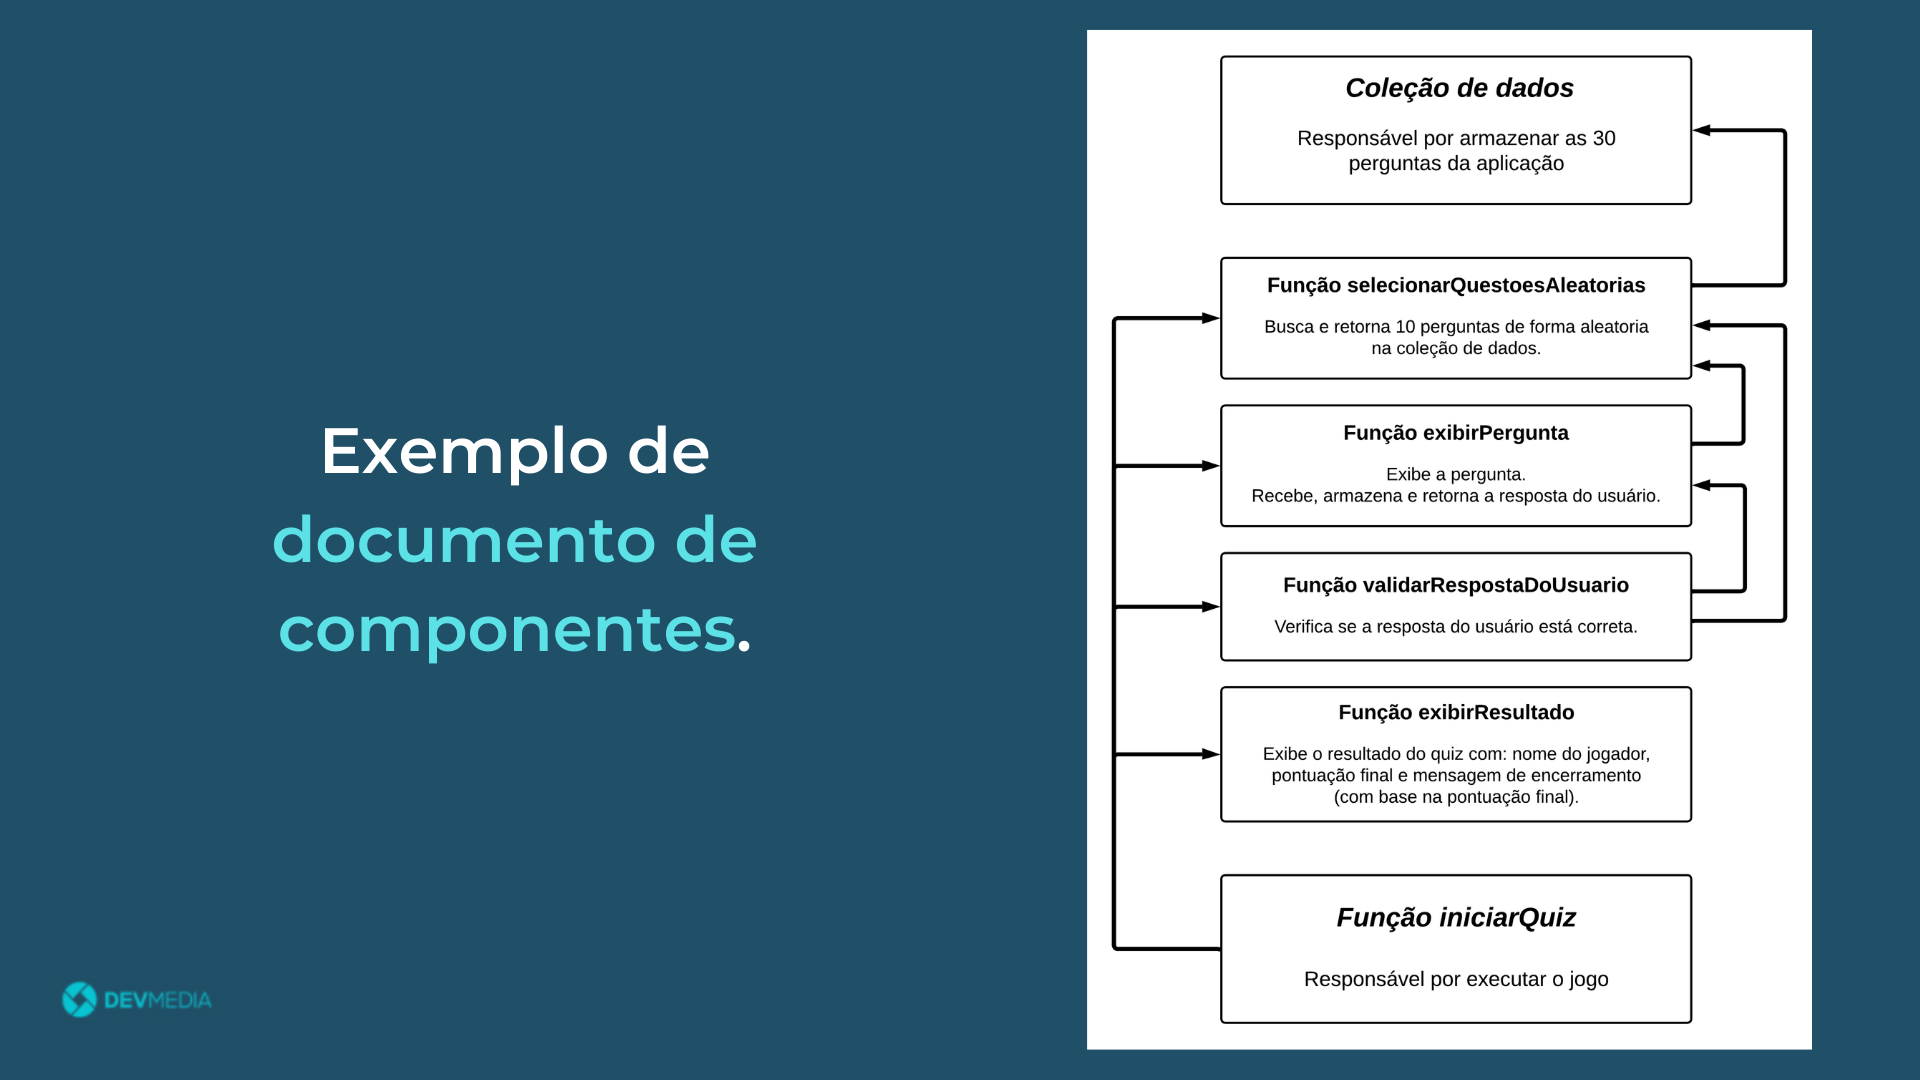 Exemplo de
documento de
componentes.
DEVMEDIA
Coleção de dados
Responsável por armazenar as 30
perguntas da aplicação
Função selecionarQuestoesAleatorias
Busca e retorna 10 perguntas de forma aleatoria
na coleção de dados.
Função exibirPergunta
Exibe a pergunta.
Recebe, armazena e retorna a resposta do usuário.
Função validarRespostaDoUsuario
Verifica se a resposta do usuário está correta.
Função exibirResultado
Exibe o resultado do quiz com: nome do jogador,
pontuação final e mensagem de encerramento
(com base na pontuação final).
Função iniciarQuiz
Responsável por executar o jogo